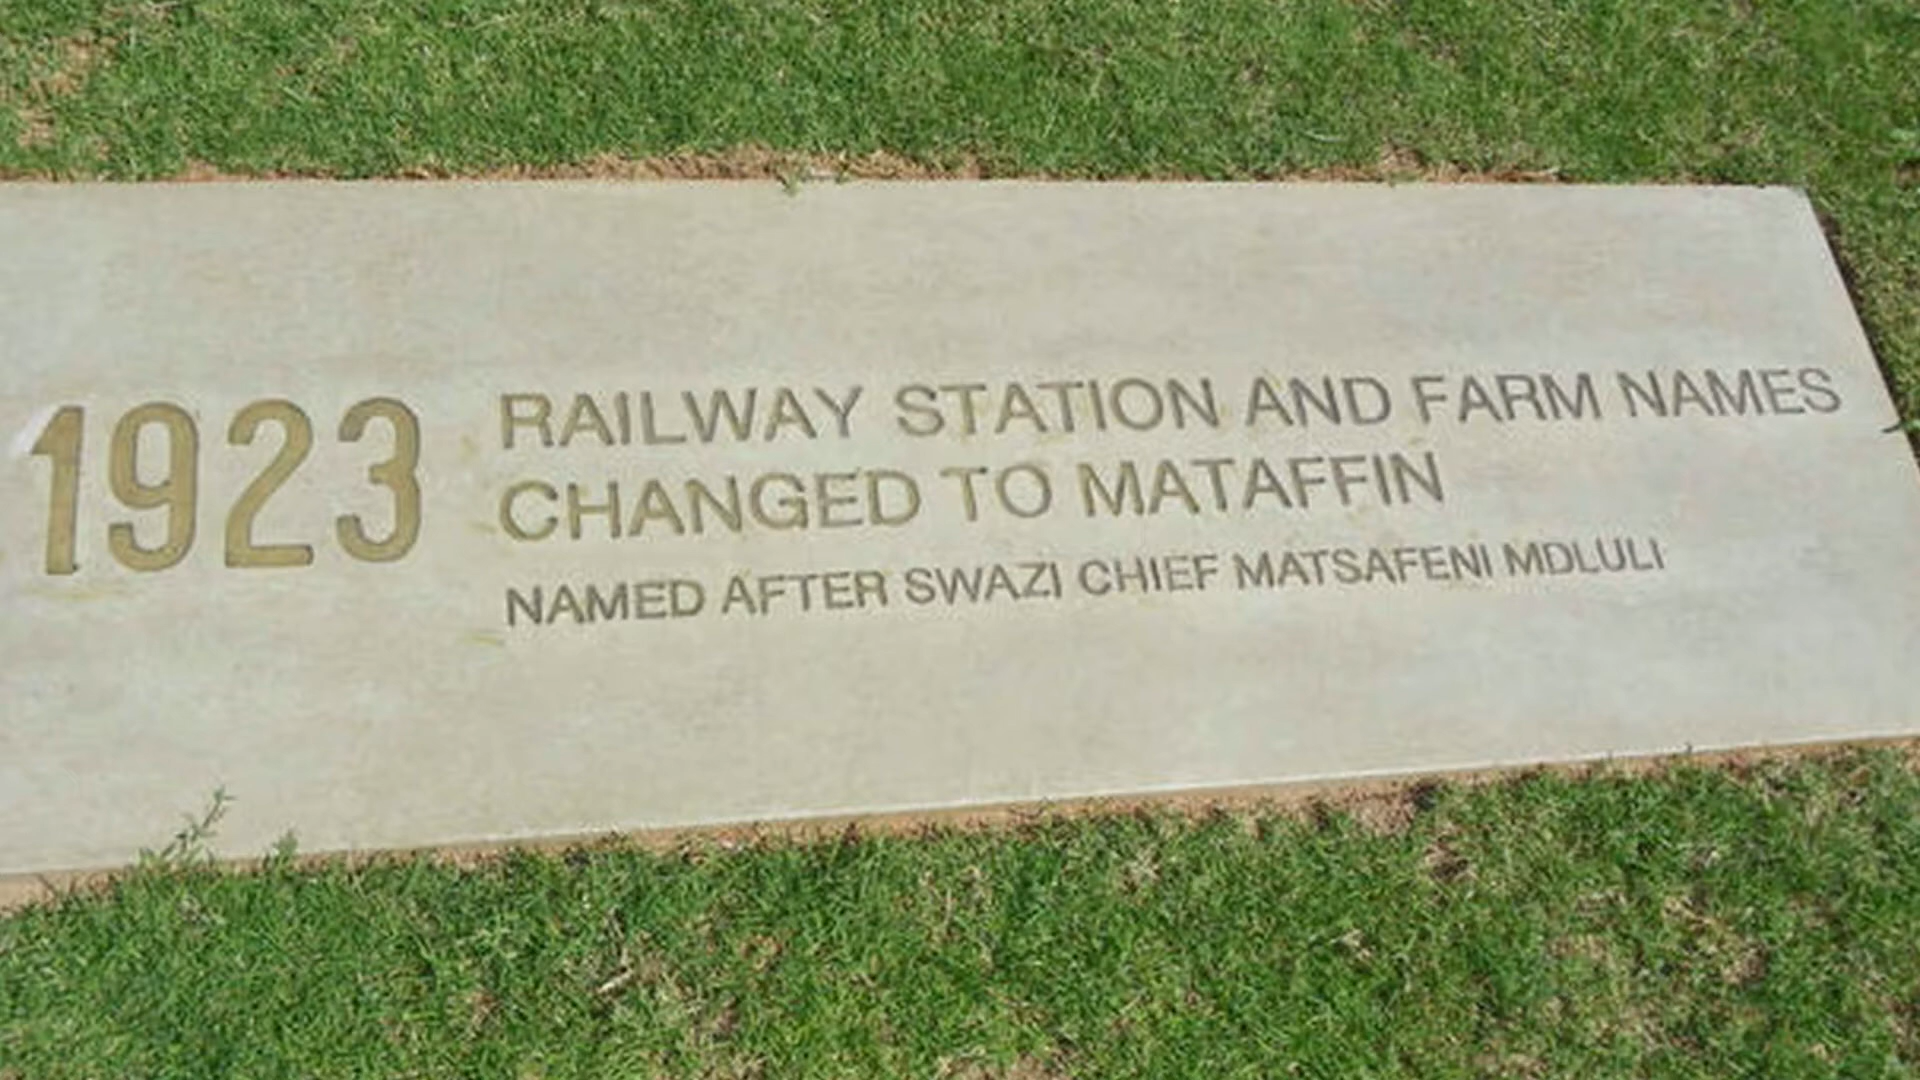 1923
RAILWAY STATION AND FARM NAMES
CHANGED TO MATAFFIN
NAMED AFTER SWAZI CHIEF MATSAFENI MDLULI